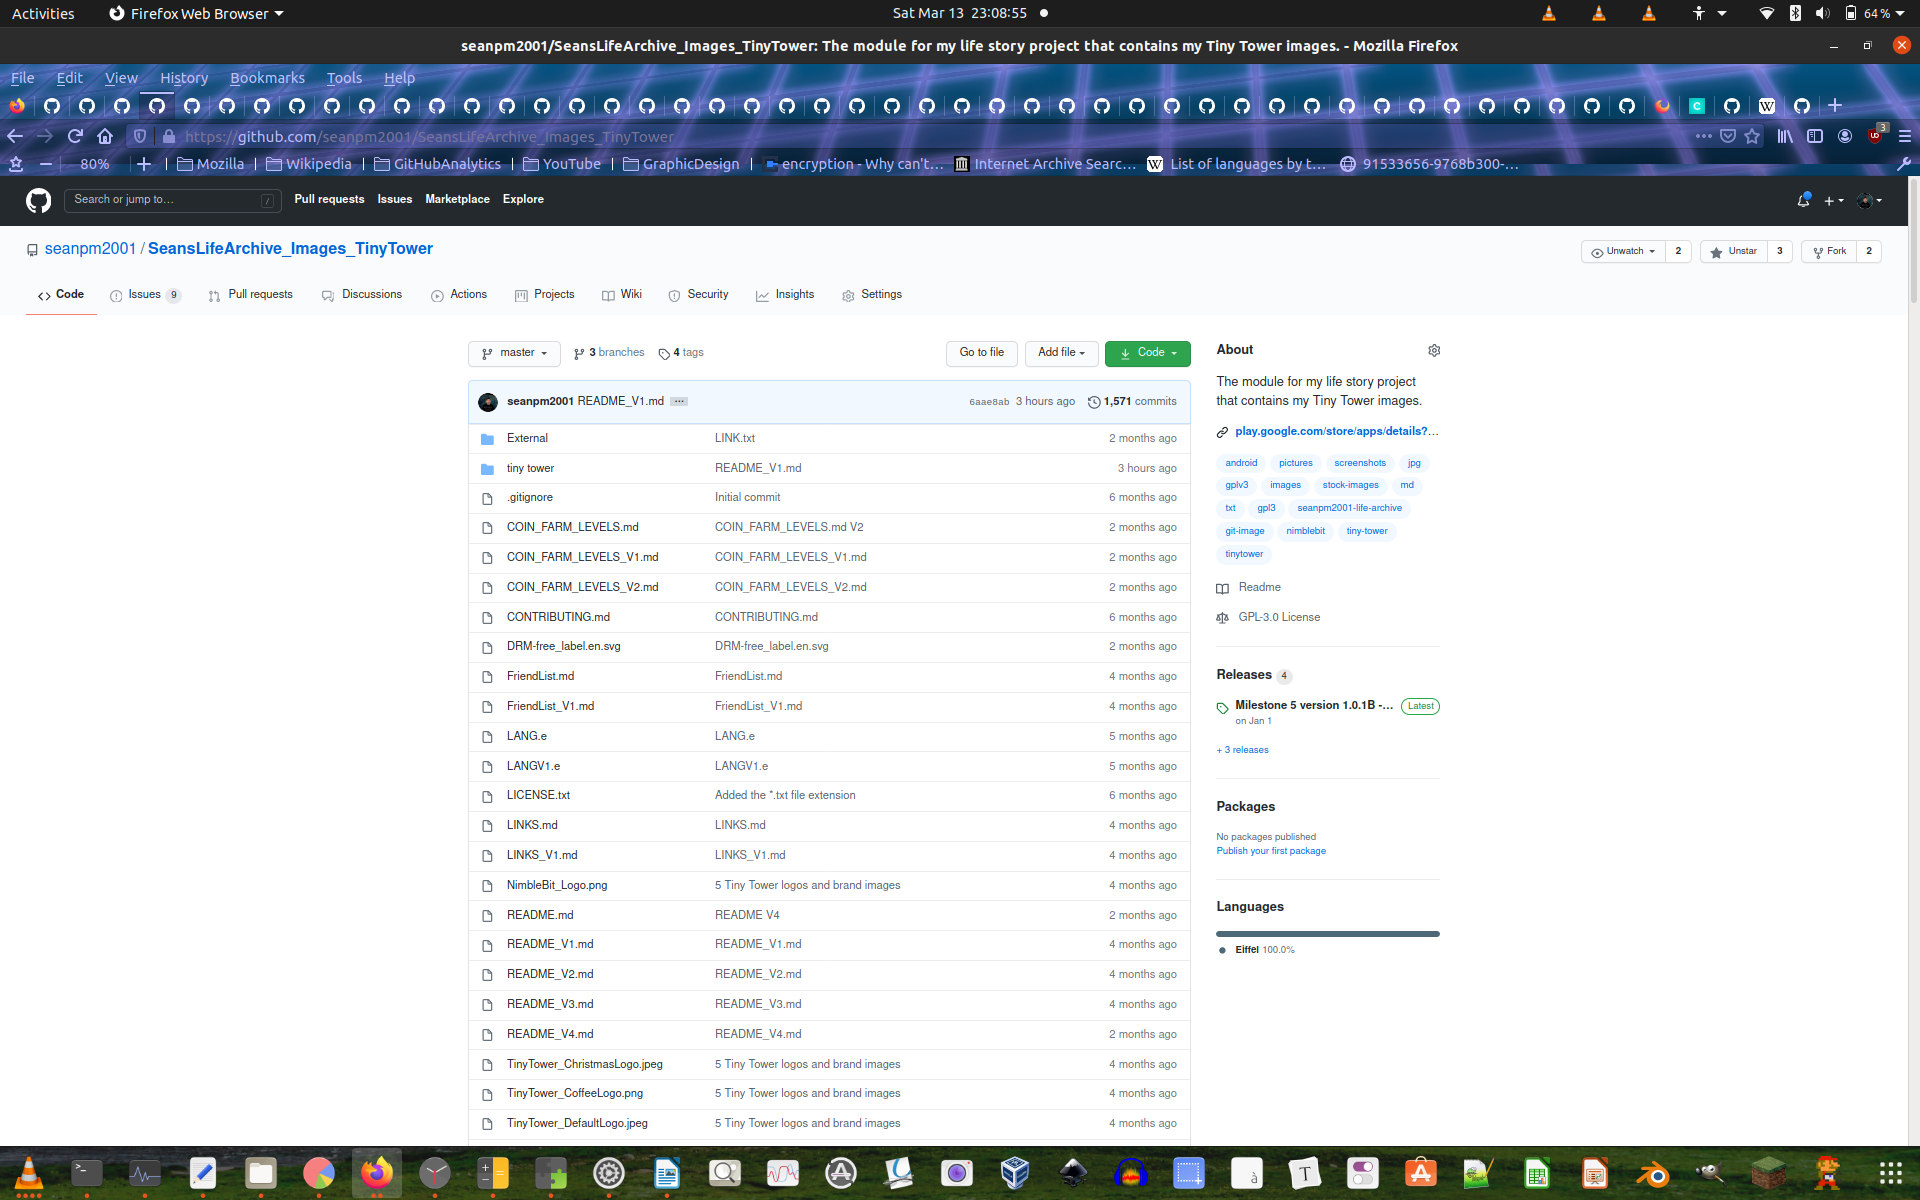 Activities
Firefox Web Browser
Sat Mar 13 23:08:55
64 %
seanpm2001/SeansLifeArchive_Images_TinyTower: The module for my life story project that contains my Tiny Tower images. - Mozilla Firefox
File Edit View History Bookmarks Tools Help
https://github.com/seanpm2001/SeansLifeArchive_Images_TinyTower
3
80%
Mozilla
Wikipedia
GitHubAnalytics
YouTube
GraphicDesign
encryption - Why can't…
Internet Archive Searc…
List of languages by t…
91533656-9768b300-…
Search or jump to…
/
Pull requests Issues Marketplace Explore
seanpm2001 / SeansLifeArchive_Images_TinyTower
Unwatch 2
Unstar 3
Fork 2
Code
Issues 9
Pull requests
Discussions
Actions
Projects
Wiki
Security
Insights
Settings
master
3 branches
4 tags
Go to file
Add file
Code
seanpm2001 README_V1.md
6aae8ab 3 hours ago
1,571 commits
External LINK.txt 2 months ago
tiny tower README_V1.md 3 hours ago
.gitignore Initial commit 6 months ago
COIN_FARM_LEVELS.md COIN_FARM_LEVELS.md V2 2 months ago
COIN_FARM_LEVELS_V1.md COIN_FARM_LEVELS_V1.md 2 months ago
COIN_FARM_LEVELS_V2.md COIN_FARM_LEVELS_V2.md 2 months ago
CONTRIBUTING.md CONTRIBUTING.md 6 months ago
DRM-free_label.en.svg DRM-free_label.en.svg 2 months ago
FriendList.md FriendList.md 4 months ago
FriendList_V1.md FriendList_V1.md 4 months ago
LANG.e LANG.e 5 months ago
LANGV1.e LANGV1.e 5 months ago
LICENSE.txt Added the *.txt file extension 6 months ago
LINKS.md LINKS.md 4 months ago
LINKS_V1.md LINKS_V1.md 4 months ago
NimbleBit_Logo.png 5 Tiny Tower logos and brand images 4 months ago
README.md README V4 2 months ago
README_V1.md README_V1.md 4 months ago
README_V2.md README_V2.md 4 months ago
README_V3.md README_V3.md 4 months ago
README_V4.md README_V4.md 2 months ago
TinyTower_ChristmasLogo.jpeg 5 Tiny Tower logos and brand images 4 months ago
TinyTower_CoffeeLogo.png 5 Tiny Tower logos and brand images 4 months ago
TinyTower_DefaultLogo.jpeg 5 Tiny Tower logos and brand images 4 months ago
About
The module for my life story project
that contains my Tiny Tower images.
play.google.com/store/apps/details?…
android pictures screenshots jpg
gplv3 images stock-images md
txt gpl3 seanpm2001-life-archive
git-image nimblebit tiny-tower
tinytower
Readme
GPL-3.0 License
Releases 4
Milestone 5 version 1.0.1B -… Latest
on Jan 1
+ 3 releases
Packages
No packages published
Publish your first package
Languages
Eiffel 100.0%